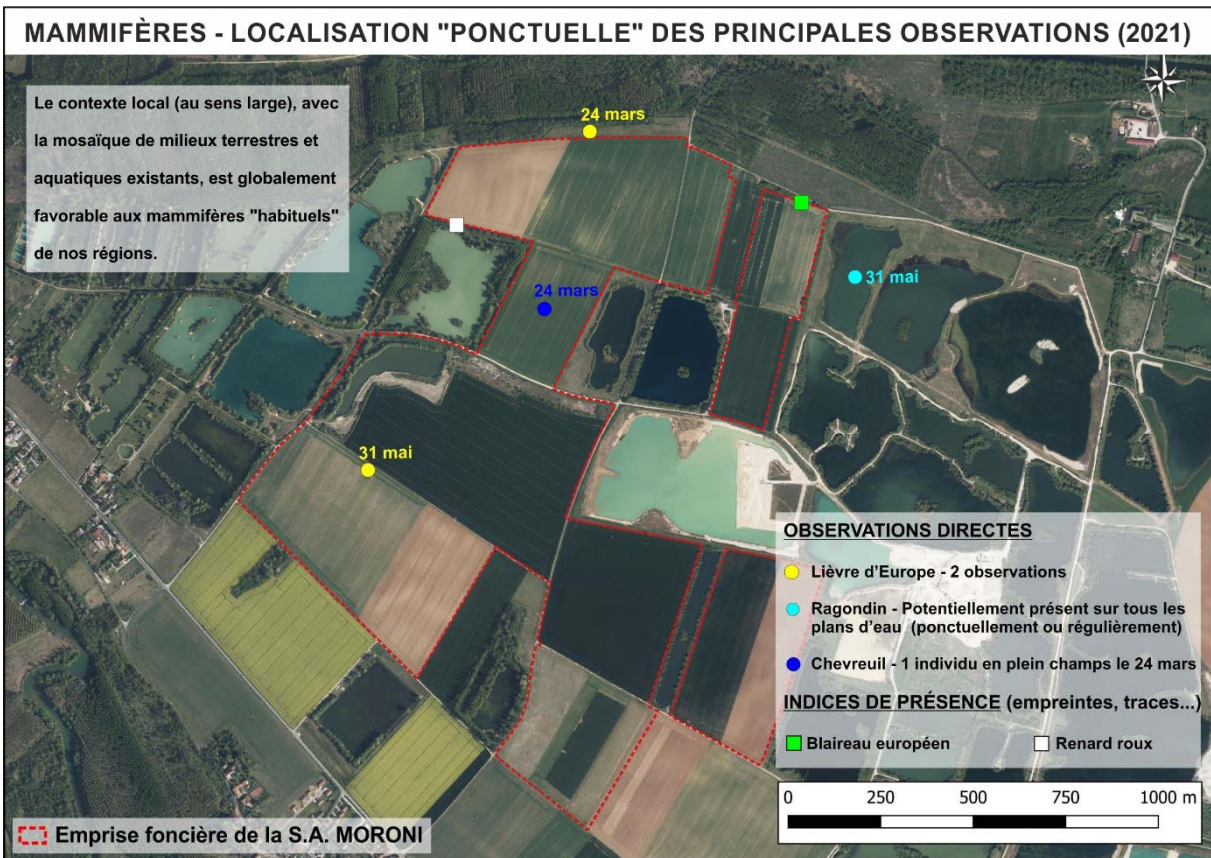 MAMMIFÈRES - LOCALISATION "PONCTUELLE" DES PRINCIPALES OBSERVATIONS (2021)
Le contexte local (au sens large), avec
la mosaïque de milieux terrestres et
aquatiques existants, est globalement
favorable aux mammifères "habituels"
de nos régions.
24 mars
31 mai
24 mars
31 mai
OBSERVATIONS DIRECTES
Lièvre d'Europe - 2 observations
Ragondin - Potentiellement présent sur tous les
plans d'eau (ponctuellement ou régulièrement)
Chevreuil - 1 individu en plein champs le 24 mars
INDICES DE PRÉSENCE (empreintes, traces...)
Blaireau européen Renard roux
0 250 500 750 1000 m
Emprise foncière de la S.A. MORONI